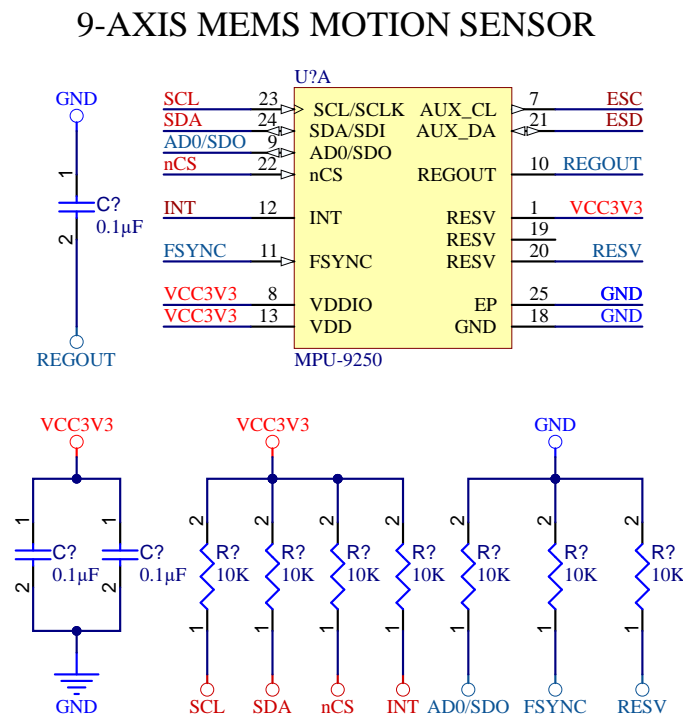 9-AXIS MEMS MOTION SENSOR
U?A
GND
1
C?
0.1µF
2
REGOUT
SCL 23 SCL/SCLK AUX_CL 7 ESC
SDA 24 SDA/SDI AUX_DA 21 ESD
AD0/SDO 9 AD0/SDO
nCS 22 nCS REGOUT 10 REGOUT
INT 12 INT RESV 1 VCC3V3
RESV 19
FSYNC 11 FSYNC RESV 20 RESV
VCC3V3 8 VDDIO EP 25 GND
VCC3V3 13 VDD GND 18 GND
MPU-9250
VCC3V3 VCC3V3 GND
1 1 2 2 2 2 2 2 2
C? C? R? R? R? R? R? R? R?
0.1µF 0.1µF 10K 10K 10K 10K 10K 10K 10K
2 2 1 1 1 1 1 1 1
GND SCL SDA nCS INT AD0/SDO FSYNC RESV